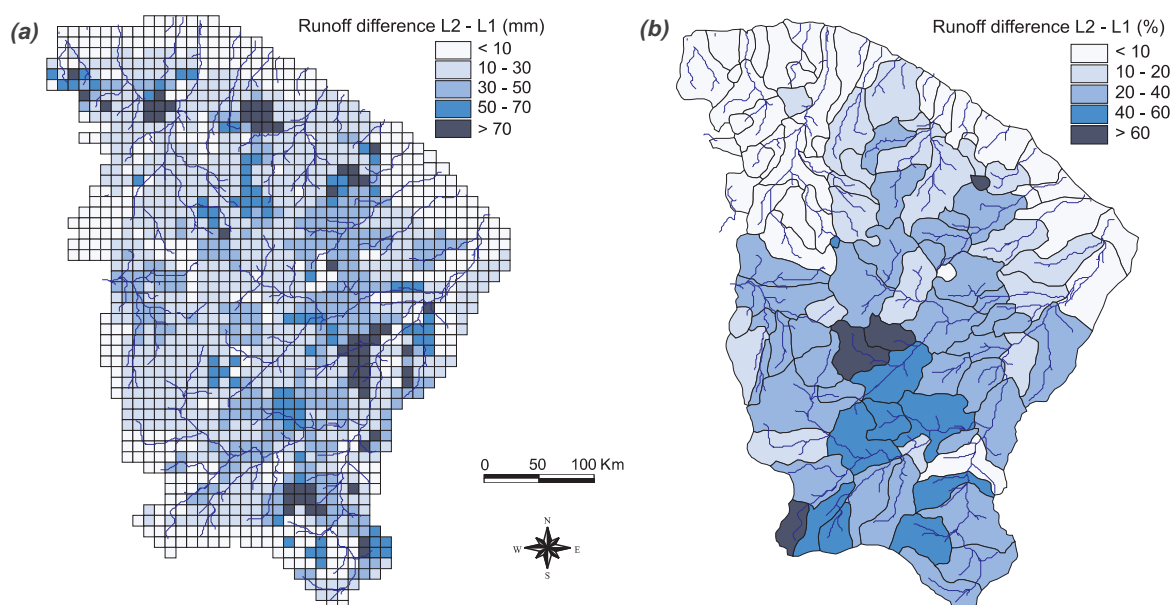 (a)
Runoff difference L2 - L1 (mm)
< 10
10 - 30
30 - 50
50 - 70
> 70
0 50 100 Km
N
W E
S
(b)
Runoff difference L2 - L1 (%)
< 10
10 - 20
20 - 40
40 - 60
> 60